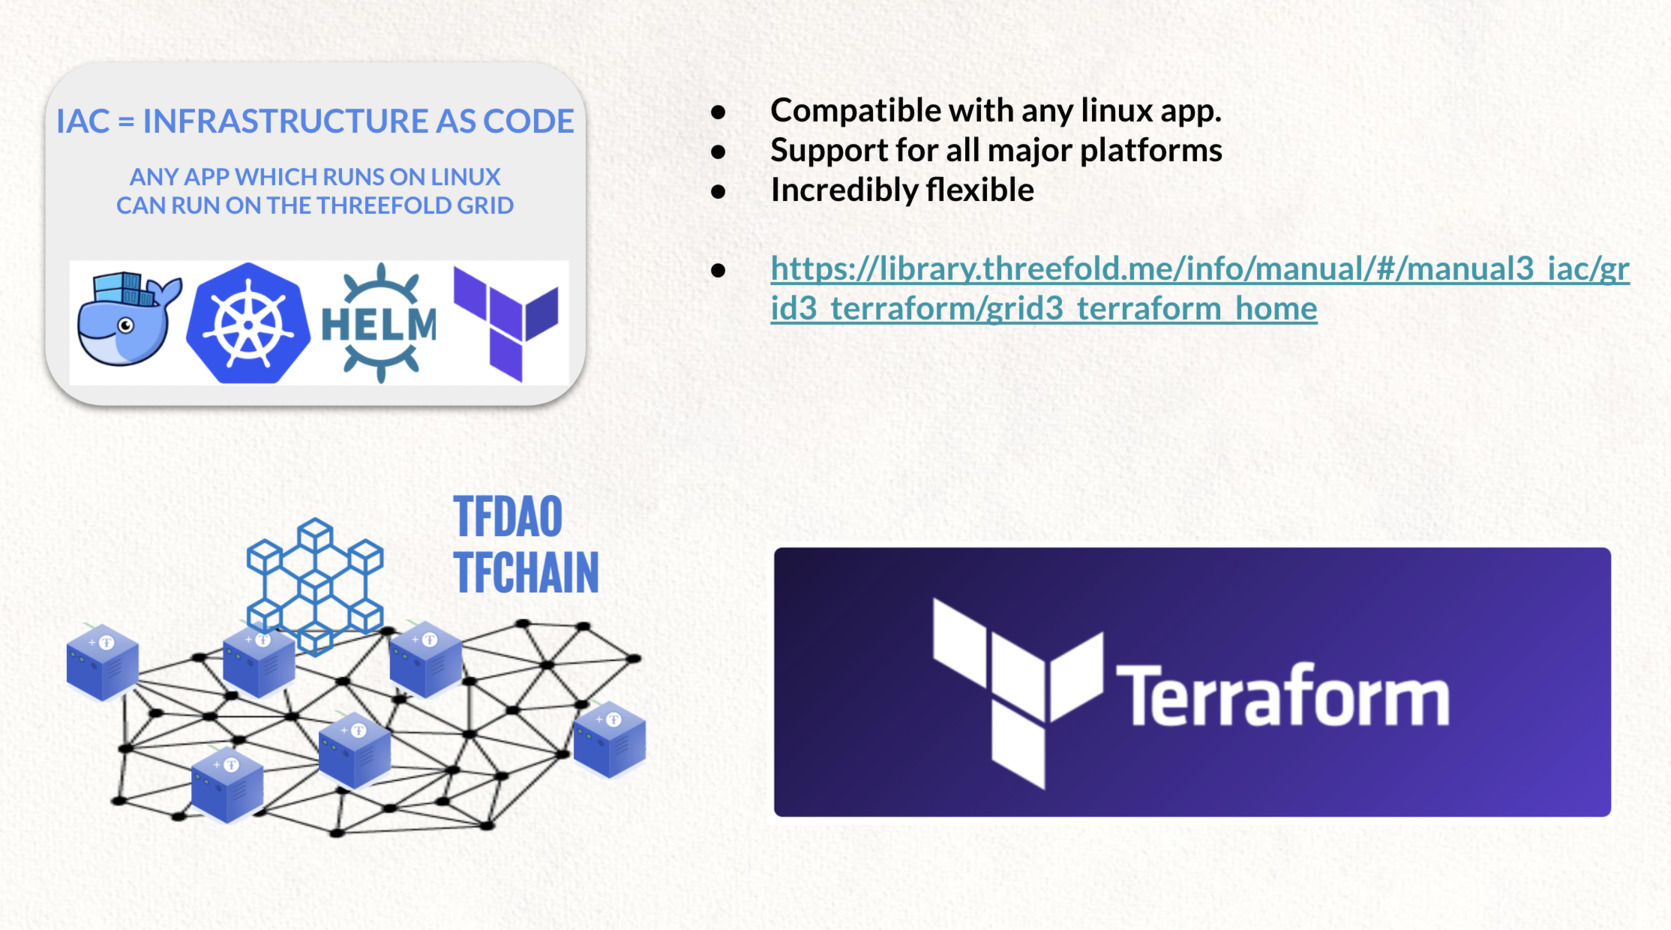 IAC = INFRASTRUCTURE AS CODE
ANY APP WHICH RUNS ON LINUX
CAN RUN ON THE THREEFOLD GRID
HELM
● Compatible with any linux app.
● Support for all major platforms
● Incredibly flexible
● https://library.threefold.me/info/manual/#/manual3_iac/gr
id3_terraform/grid3_terraform_home
TFDAO
TFCHAIN
Terraform